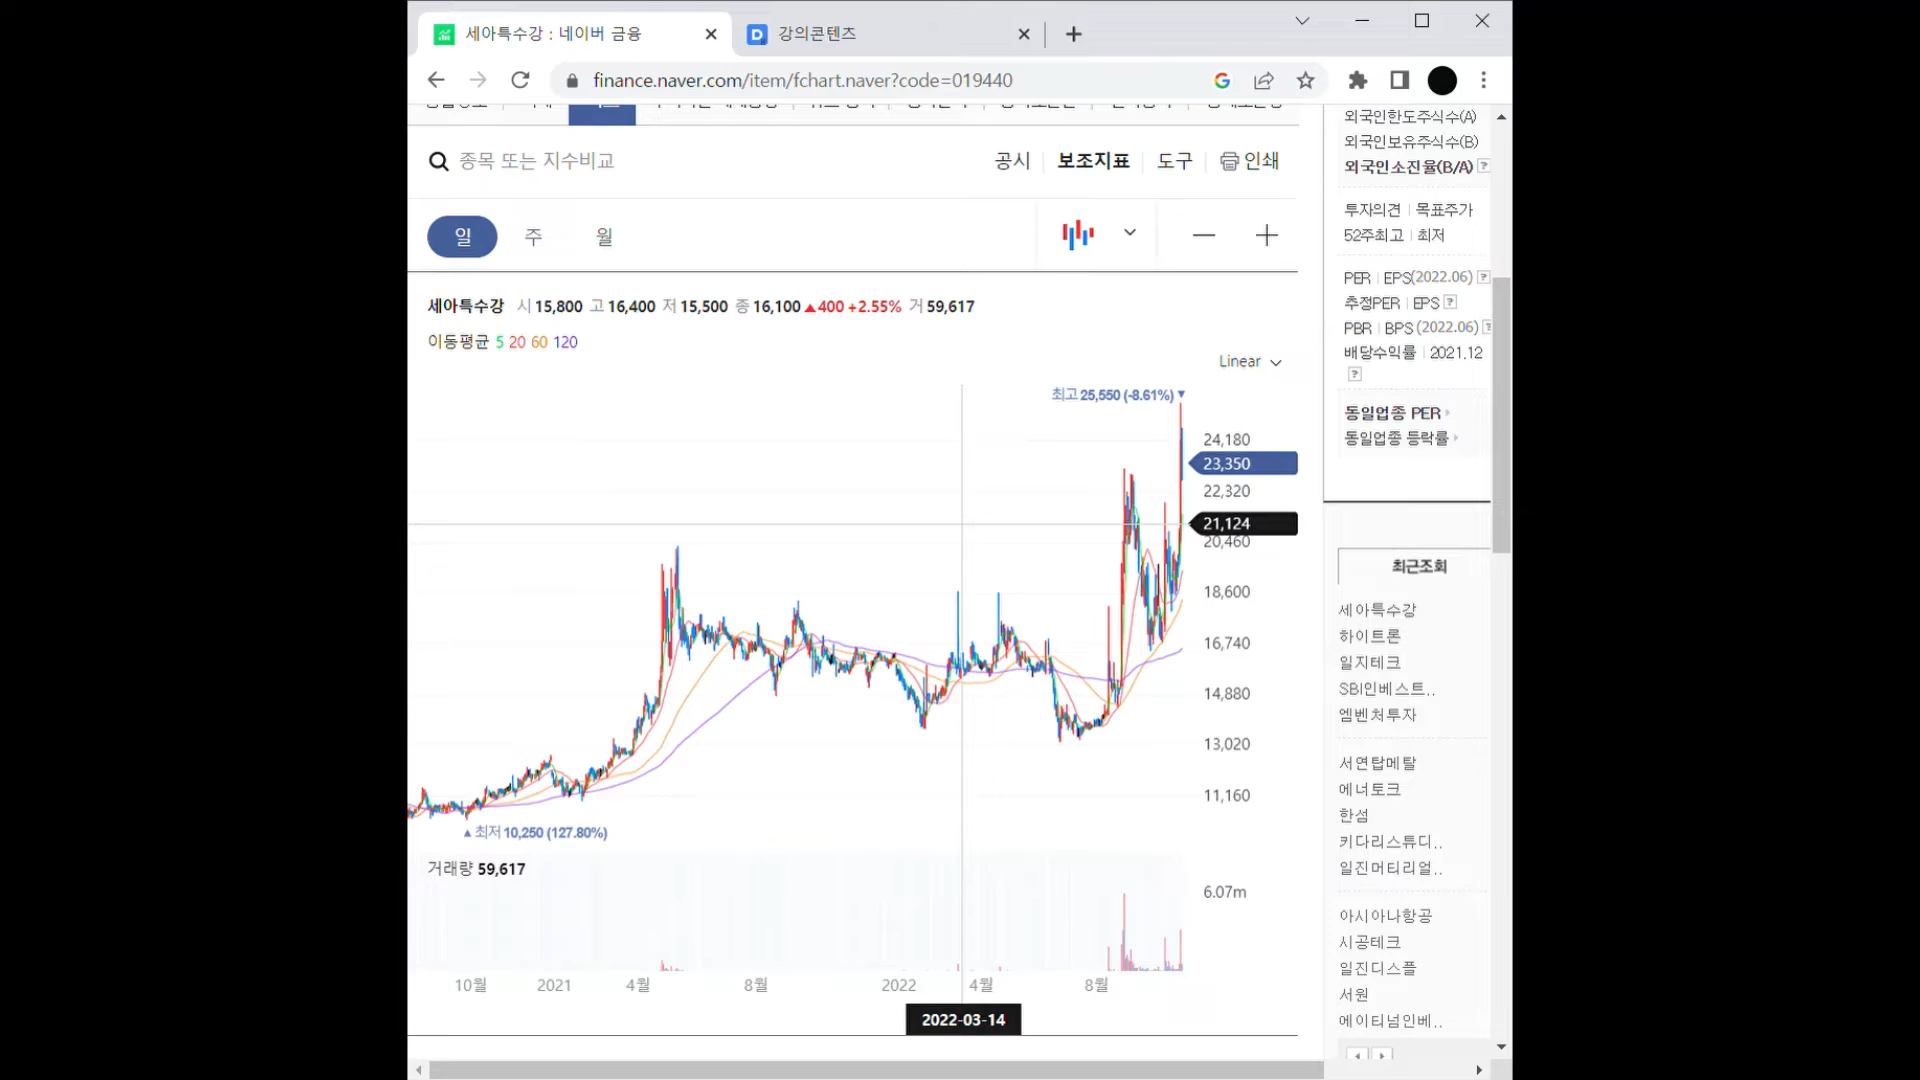 세아특수강 : 네이버 금융
강의콘텐츠
finance.naver.com/item/fchart.naver?code=019440
종목 또는 지수비교
공시
보조지표
도구
인쇄
일
주
월
세아특수강 시 15,800 고 16,400 저 15,500 종 16,100 ▲400 +2.55% 거 59,617
이동평균 5 20 60 120
Linear
최고 25,550 (-8.61%) ▼
24,180
23,350
22,320
21,124
20,460
18,600
16,740
14,880
13,020
11,160
▲ 최저 10,250 (127.80%)
거래량 59,617
6.07m
10월 2021 4월 8월 2022 4월 8월
2022-03-14
외국인한도주식수(A)
외국인보유주식수(B)
외국인소진율(B/A) ?
투자의견 | 목표주가
52주최고 | 최저
PER | EPS(2022.06) ?
추정PER | EPS ?
PBR | BPS (2022.06) ?
배당수익률 | 2021.12
?
동일업종 PER
동일업종 등락률
최근조회
세아특수강
하이트론
일지테크
SBI인베스트..
엠벤처투자
서연탑메탈
에너토크
한섬
키다리스튜디..
일진머티리얼..
아시아나항공
시공테크
일진디스플
서원
에이티넘인베..